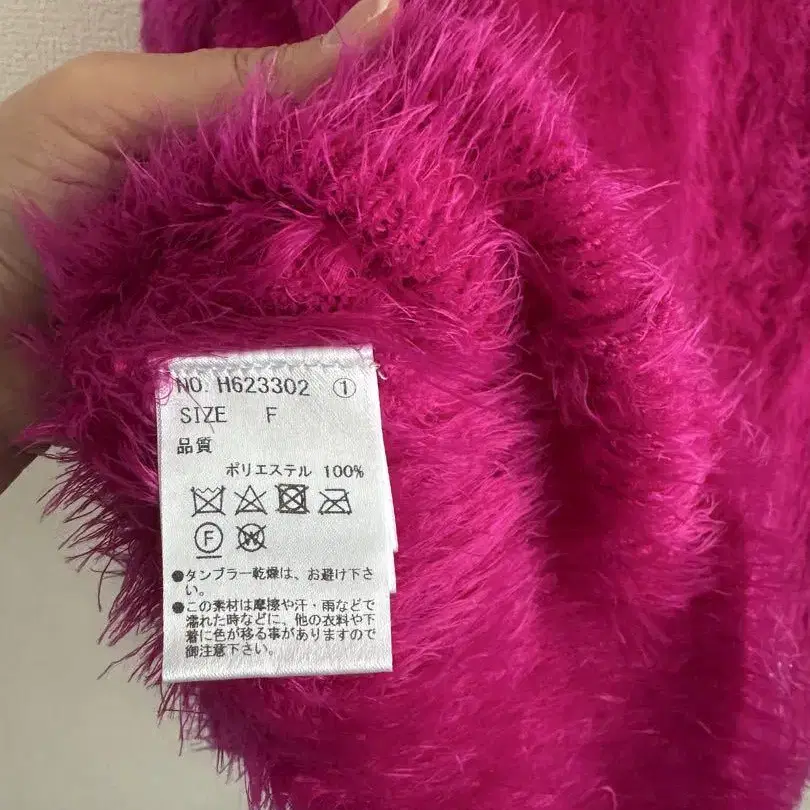 NO. H623302 ①
SIZE F
品質
ポリエステル 100%
Ⓕ Ⓦ
●タンブラー乾燥は、お避け下さ
い。
●この素材は摩擦や汗・雨などで
濡れた時などに、他の衣料や下
着に色が移る事がありますので
御注意下さい。